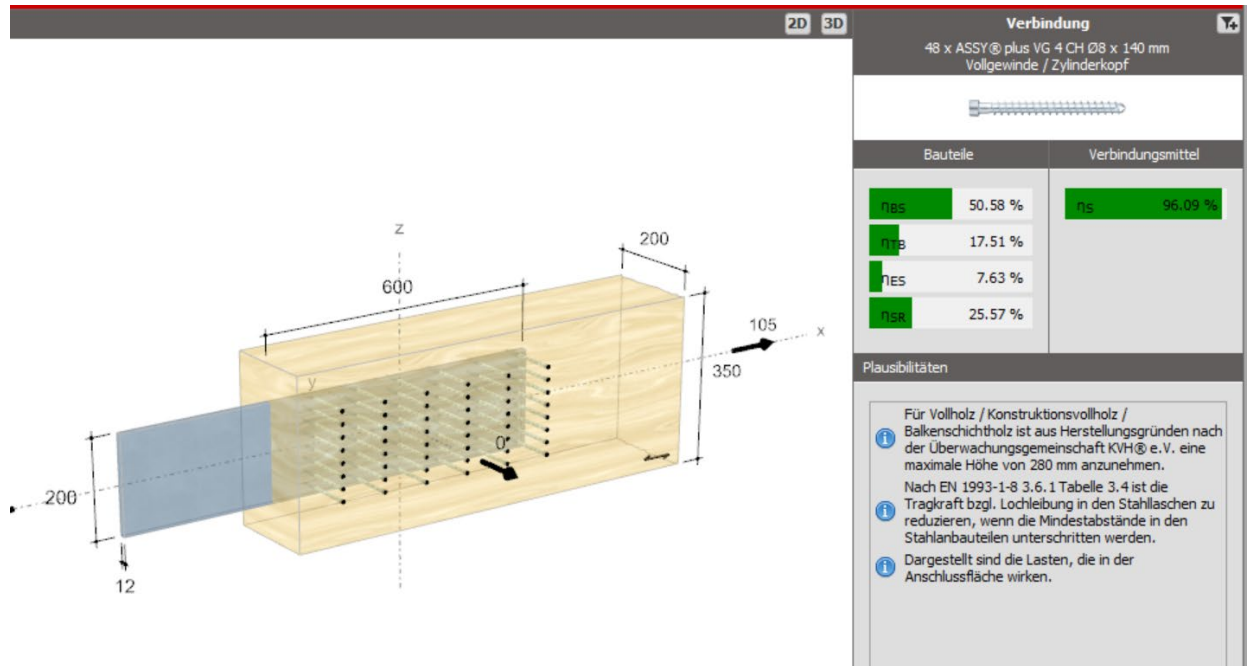 2D 3D
Verbindung
48 x ASSY® plus VG 4 CH Ø8 x 140 mm
Vollgewinde / Zylinderkopf
Bauteile
Verbindungsmittel
ηBS 50.58 %
ηTB 17.51 %
ηES 7.63 %
ηSR 25.57 %
ηS 96.09 %
Plausibilitäten
Für Vollholz / Konstruktionsvollholz /
Balkenschichtholz ist aus Herstellungsgründen nach
der Überwachungsgemeinschaft KVH® e.V. eine
maximale Höhe von 280 mm anzunehmen.
Nach EN 1993-1-8 3.6.1 Tabelle 3.4 ist die
Tragkraft bzgl. Lochleibung in den Stahllaschen zu
reduzieren, wenn die Mindestabstände in den
Stahlanbauteilen unterschritten werden.
Dargestellt sind die Lasten, die in der
Anschlussfläche wirken.
z
200
600
105
x
350
y
0
200
12